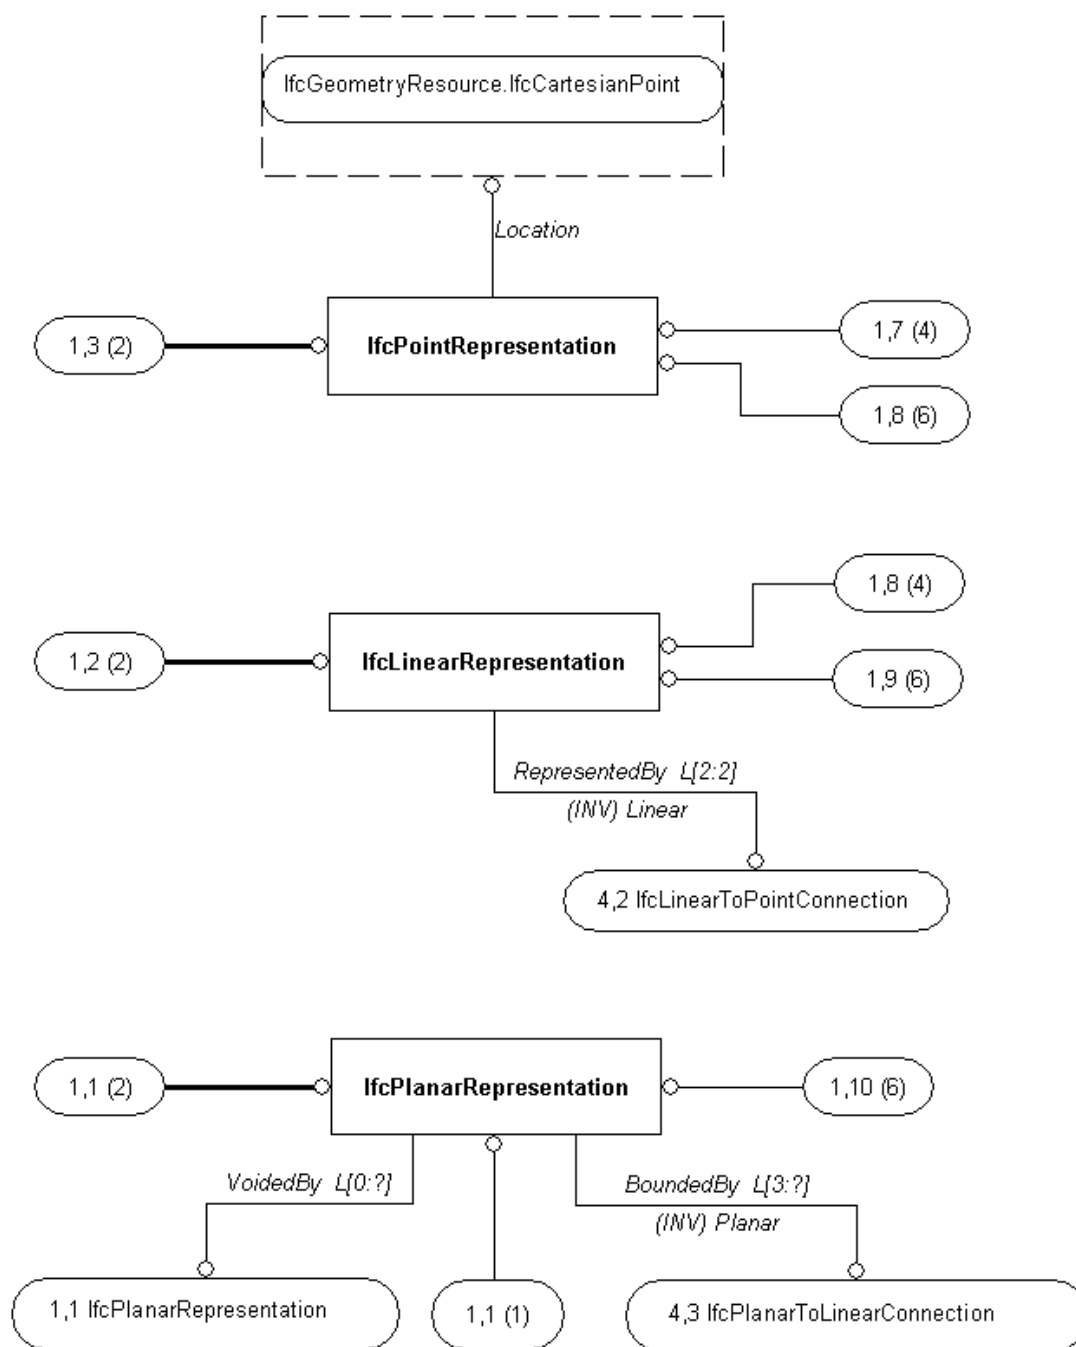 IfcGeometryResource.IfcCartesianPoint
Location
1,3 (2)
IfcPointRepresentation
1,7 (4)
1,8 (6)
1,8 (4)
1,2 (2)
IfcLinearRepresentation
1,9 (6)
RepresentedBy L[2:2]
(INV) Linear
4,2 IfcLinearToPointConnection
1,1 (2)
IfcPlanarRepresentation
1,10 (6)
VoidedBy L[0:?]
BoundedBy L[3:?]
(INV) Planar
1,1 IfcPlanarRepresentation
1,1 (1)
4,3 IfcPlanarToLinearConnection